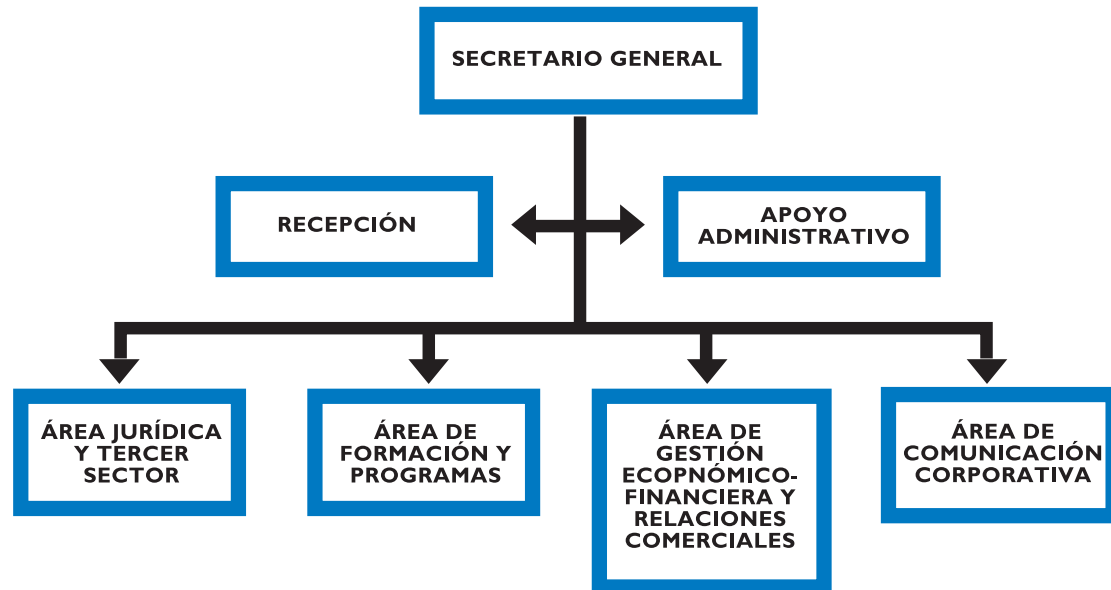 SECRETARIO GENERAL
RECEPCIÓN
APOYO
ADMINISTRATIVO
ÁREA JURÍDICA
Y TERCER
SECTOR
ÁREA DE
FORMACIÓN Y
PROGRAMAS
ÁREA DE
GESTIÓN
ECOPNÓMICO-
FINANCIERA Y
RELACIONES
COMERCIALES
ÁREA DE
COMUNICACIÓN
CORPORATIVA